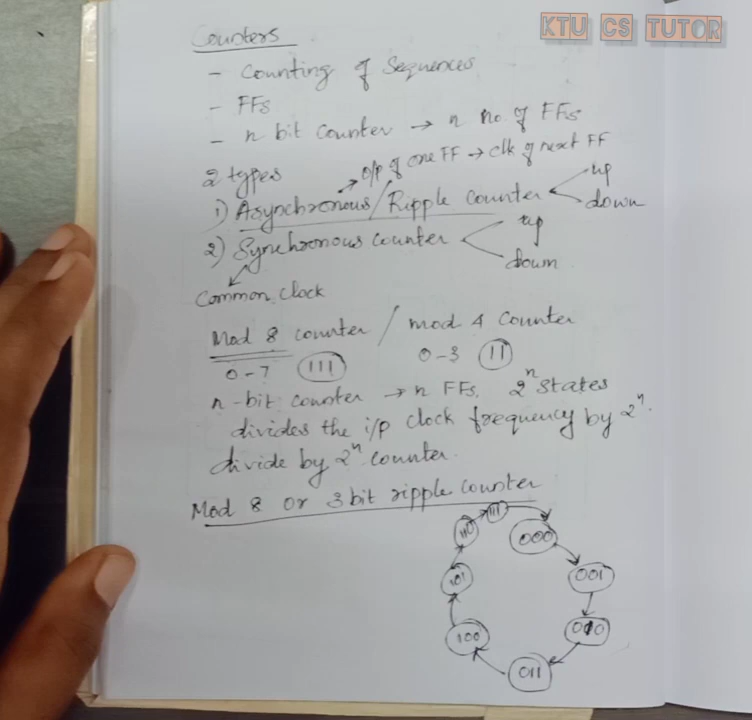 KTU CS TUTOR
Counters
- Counting of Sequences
- FFs
- n bit Counter → n no. of FFs
2 types
→ o/p of one FF → clk of next FF
1) Asynchronous / Ripple Counter
up
down
2) Synchronous Counter
up
down
Common Clock
Mod 8 counter / mod 4 Counter
0-7 111 0-3 11
n-bit counter → n FFs, 2^n States
divides the i/p clock frequency by 2^n.
divide by 2^n counter.
Mod 8 or 3 bit ripple counter
000
001
010
011
100
101
110
111